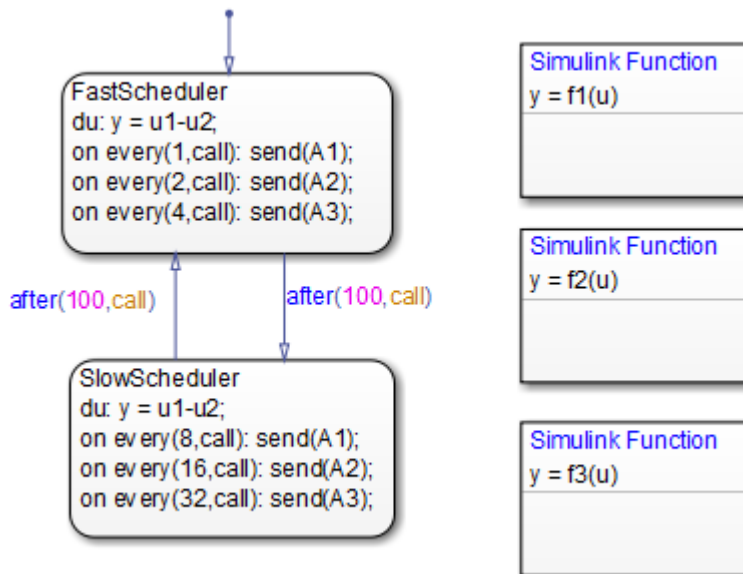 FastScheduler
du: y = u1-u2;
on every(1,call): send(A1);
on every(2,call): send(A2);
on every(4,call): send(A3);
after(100,call)
after(100,call)
SlowScheduler
du: y = u1-u2;
on every(8,call): send(A1);
on every(16,call): send(A2);
on every(32,call): send(A3);
Simulink Function
y = f1(u)
Simulink Function
y = f2(u)
Simulink Function
y = f3(u)